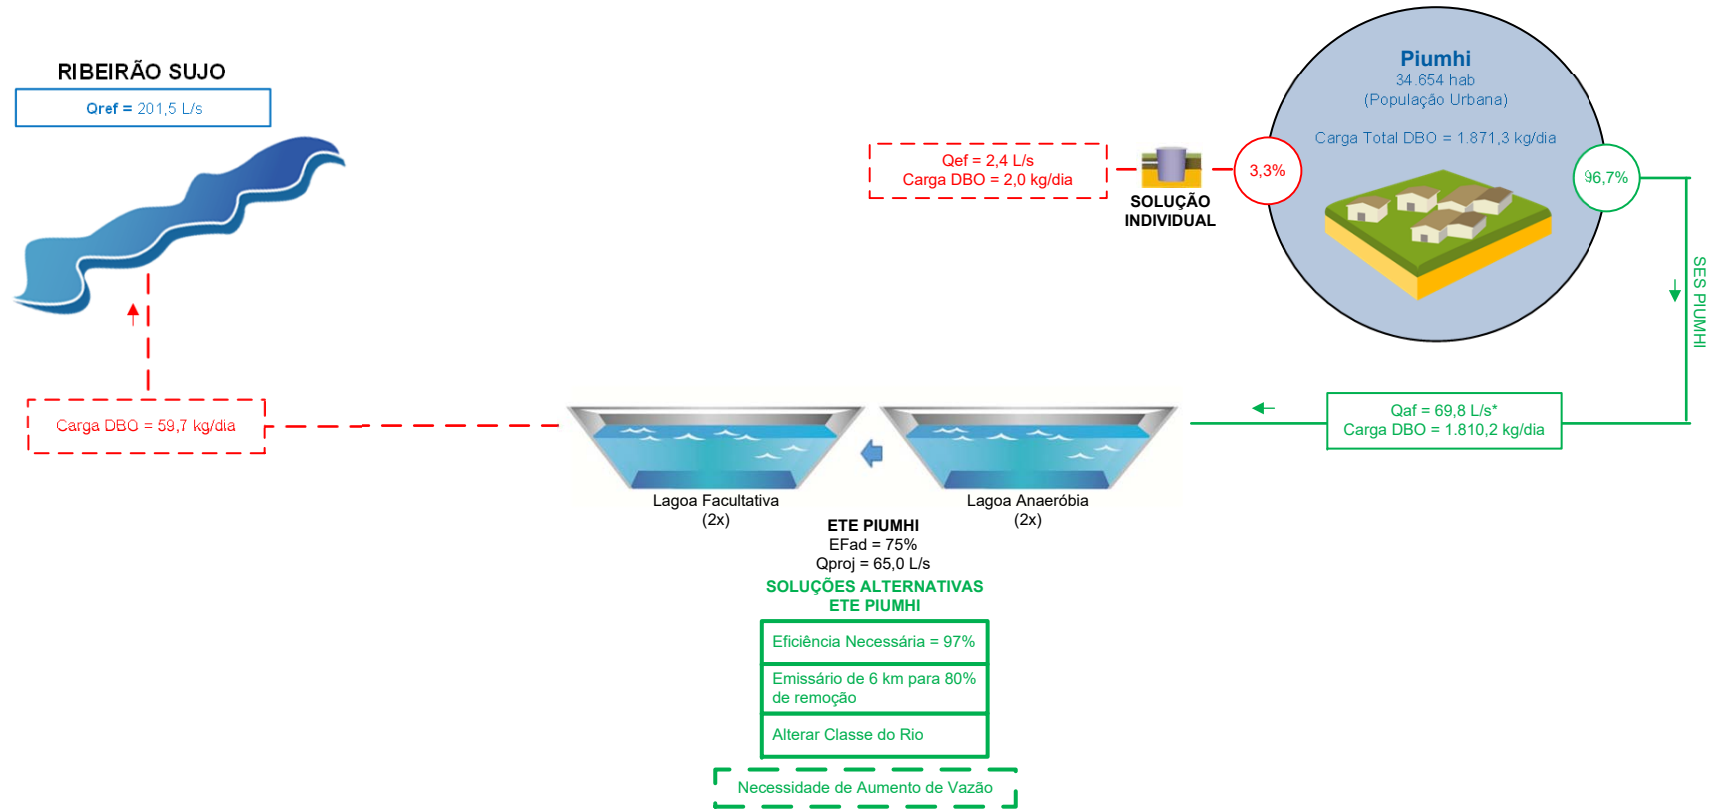 RIBEIRÃO SUJO
Qref = 201,5 L/s
Piumhi
34.654 hab
(População Urbana)
Carga Total DBO = 1.871,3 kg/dia
Qef = 2,4 L/s
Carga DBO = 2,0 kg/dia
SOLUÇÃO
INDIVIDUAL
3,3%
96,7%
SES PIUMHI
Qaf = 69,8 L/s*
Carga DBO = 1.810,2 kg/dia
Carga DBO = 59,7 kg/dia
Lagoa Facultativa
(2x)
Lagoa Anaeróbia
(2x)
ETE PIUMHI
EFad = 75%
Qproj = 65,0 L/s
SOLUÇÕES ALTERNATIVAS
ETE PIUMHI
Eficiência Necessária = 97%
Emissário de 6 km para 80%
de remoção
Alterar Classe do Rio
Necessidade de Aumento de Vazão